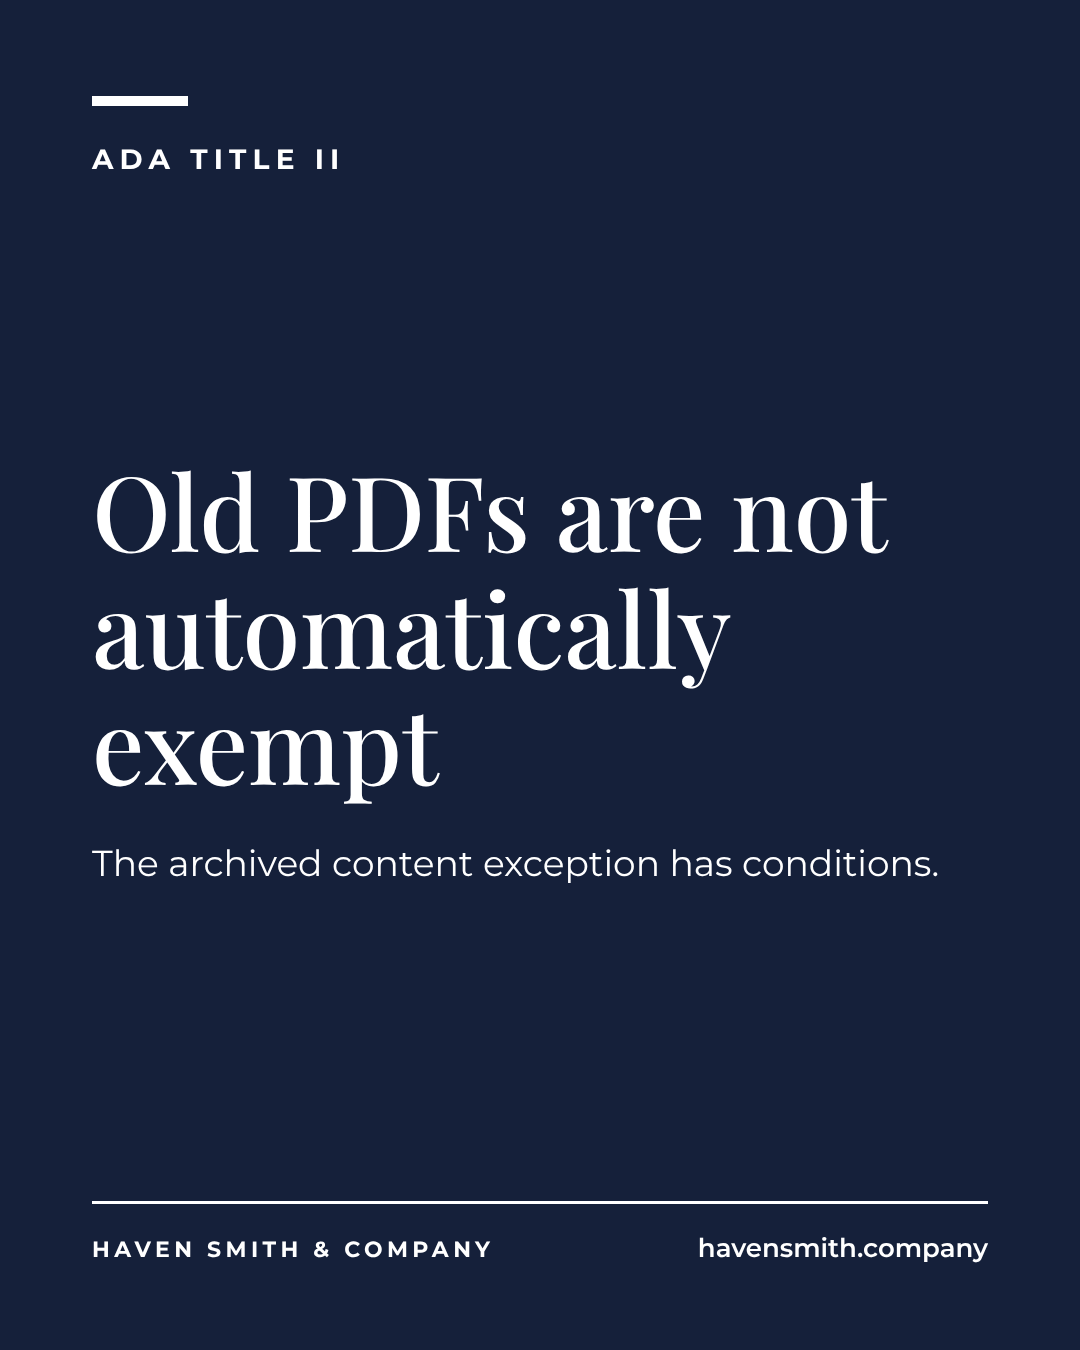 ADA TITLE II
Old PDFs are not
automatically
exempt
The archived content exception has conditions.
HAVEN SMITH & COMPANY
havensmith.company